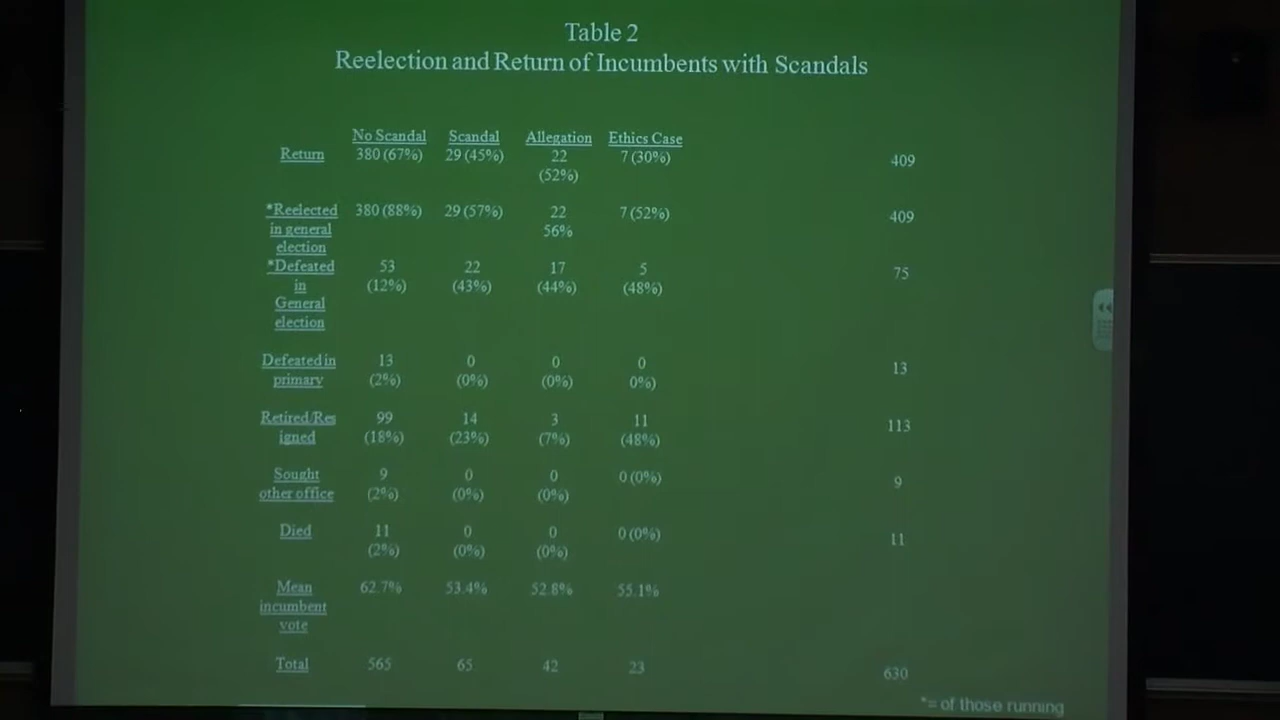 Table 2
Reelection and Return of Incumbents with Scandals
No Scandal Scandal Allegation Ethics Case
Return 380 (67%) 29 (45%) 22 7 (30%) 409
(52%)
*Reelected 380 (88%) 29 (57%) 22 7 (52%) 409
in general 56%
election
*Defeated 53 22 17 5 75
in (12%) (43%) (44%) (48%)
General
election
Defeated in 13 0 0 0 13
primary (2%) (0%) (0%) 0%)
Retired/Res 99 14 3 11 113
igned (18%) (23%) (7%) (48%)
Sought 9 0 0 0 (0%) 9
other office (2%) (0%) (0%)
Died 11 0 0 0 (0%) 11
(2%) (0%) (0%)
Mean 62.7% 53.4% 52.8% 55.1%
incumbent
vote
Total 565 65 42 23 630
*= of those running